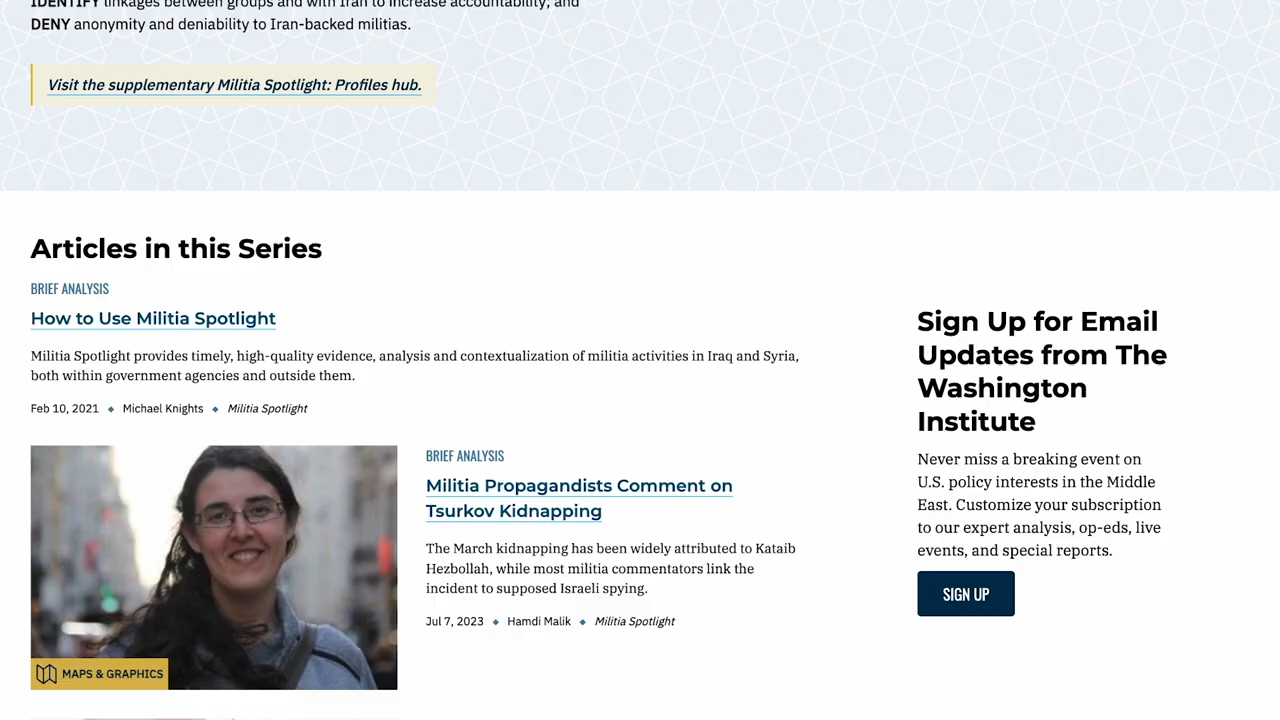 IDENTIFY linkages between groups and with Iran to increase accountability; and
DENY anonymity and deniability to Iran-backed militias.
Visit the supplementary Militia Spotlight: Profiles hub.
Articles in this Series
BRIEF ANALYSIS
How to Use Militia Spotlight
Militia Spotlight provides timely, high-quality evidence, analysis and contextualization of militia activities in Iraq and Syria,
both within government agencies and outside them.
Feb 10, 2021 ◆ Michael Knights ◆ Militia Spotlight
MAPS & GRAPHICS
BRIEF ANALYSIS
Militia Propagandists Comment on
Tsurkov Kidnapping
The March kidnapping has been widely attributed to Kataib
Hezbollah, while most militia commentators link the
incident to supposed Israeli spying.
Jul 7, 2023 ◆ Hamdi Malik ◆ Militia Spotlight
Sign Up for Email
Updates from The
Washington
Institute
Never miss a breaking event on
U.S. policy interests in the Middle
East. Customize your subscription
to our expert analysis, op-eds, live
events, and special reports.
SIGN UP